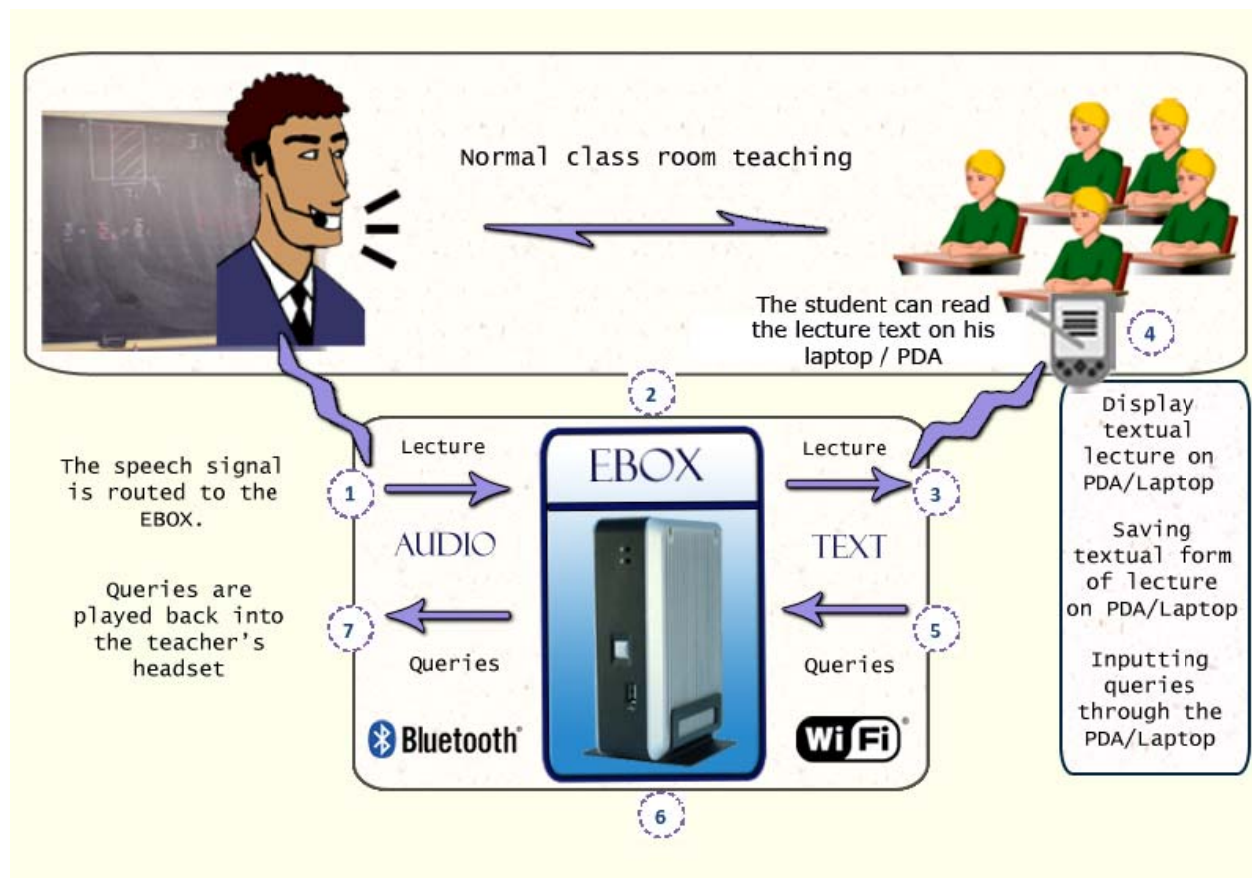 Normal class room teaching
The student can read
the lecture text on his
laptop / PDA
4
2
The speech signal
is routed to the
EBOX.
1
Lecture
EBOX
Lecture
3
AUDIO
TEXT
Queries are
played back into
the teacher's
headset
7
Queries
5
Queries
Bluetooth®
Wi Fi®
6
Display
textual
lecture on
PDA/Laptop
Saving
textual form
of lecture
on PDA/Laptop
Inputting
queries
through the
PDA/Laptop